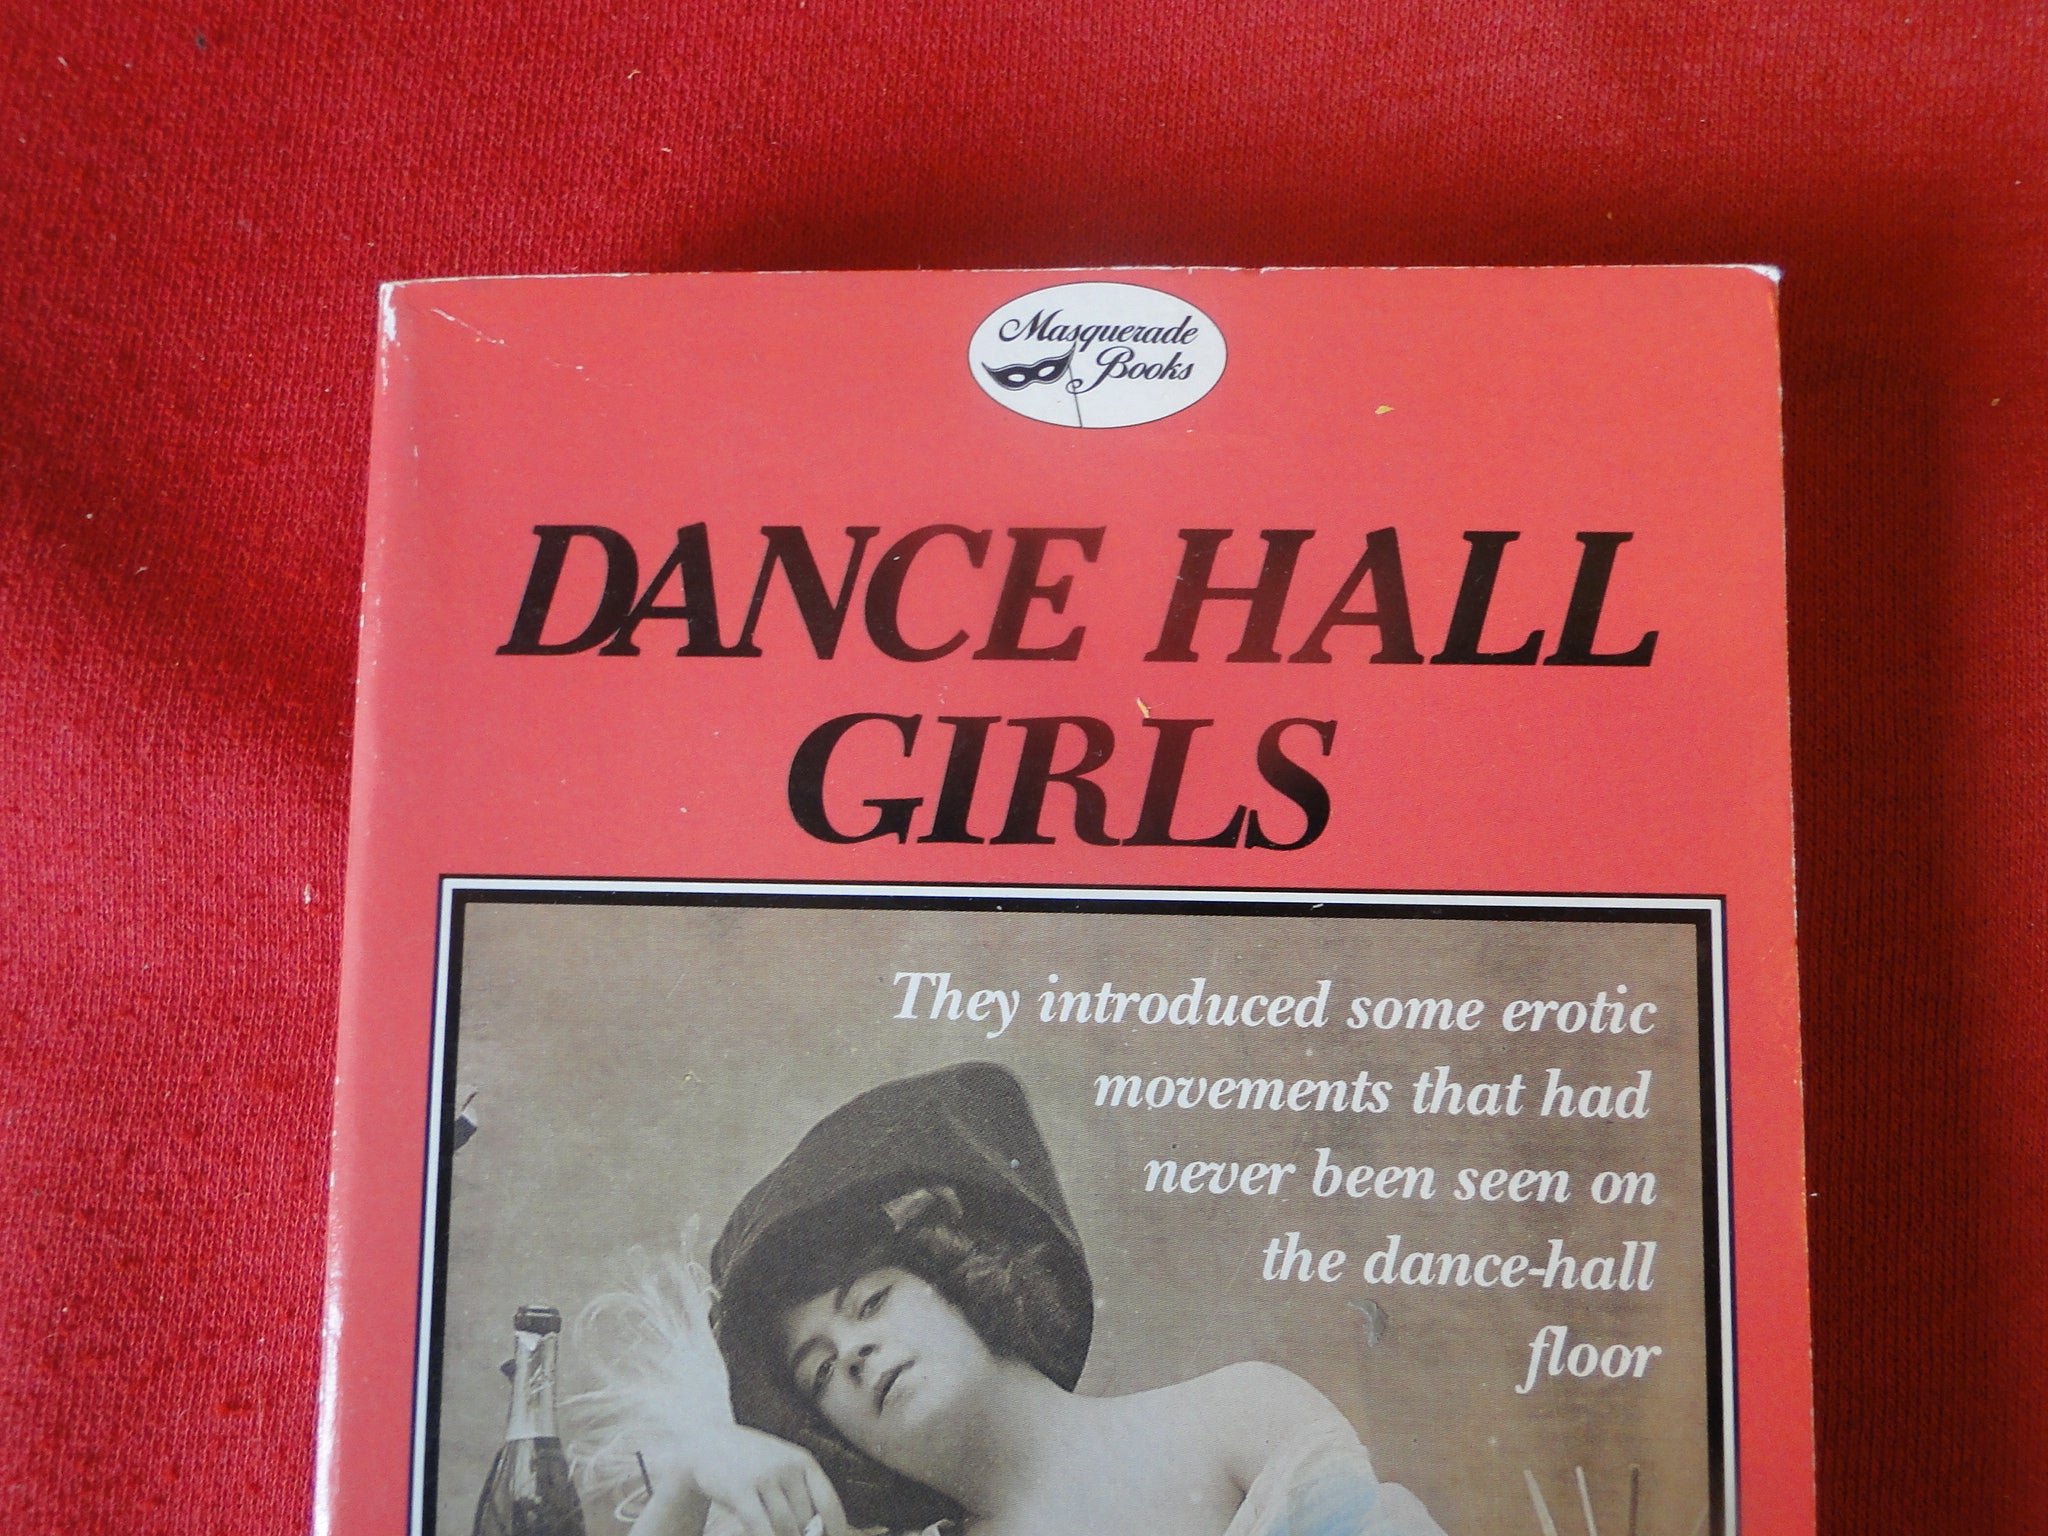 Masquerade
Books
DANCE HALL
GIRLS
They introduced some erotic
movements that had
never been seen on
the dance-hall
floor